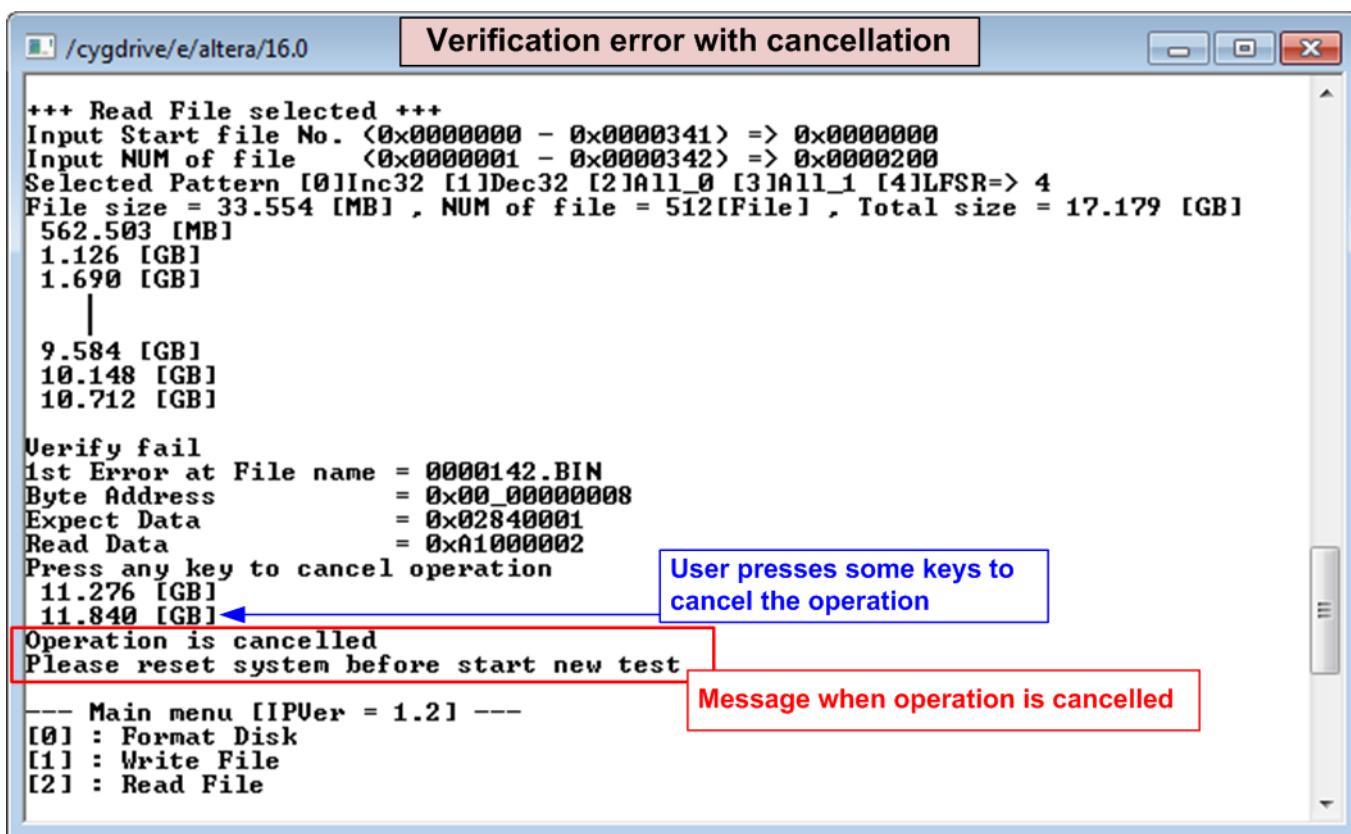 /cygdrive/e/altera/16.0
Verification error with cancellation
+++ Read File selected +++
Input Start file No. (0x0000000 - 0x0000341) => 0x0000000
Input NUM of file    (0x0000001 - 0x0000342) => 0x0000200
Selected Pattern [0]Inc32 [1]Dec32 [2]All_0 [3]All_1 [4]LFSR=> 4
File size = 33.554 [MB] , NUM of file = 512[File] , Total size = 17.179 [GB]
562.503 [MB]
1.126 [GB]
1.690 [GB]
9.584 [GB]
10.148 [GB]
10.712 [GB]
Verify fail
1st Error at File name = 0000142.BIN
Byte Address           = 0x00_00000008
Expect Data            = 0x02840001
Read Data              = 0xA1000002
Press any key to cancel operation
11.276 [GB]
11.840 [GB]
User presses some keys to
cancel the operation
Operation is cancelled
Please reset system before start new test
Message when operation is cancelled
--- Main menu [IPVer = 1.2] ---
[0] : Format Disk
[1] : Write File
[2] : Read File